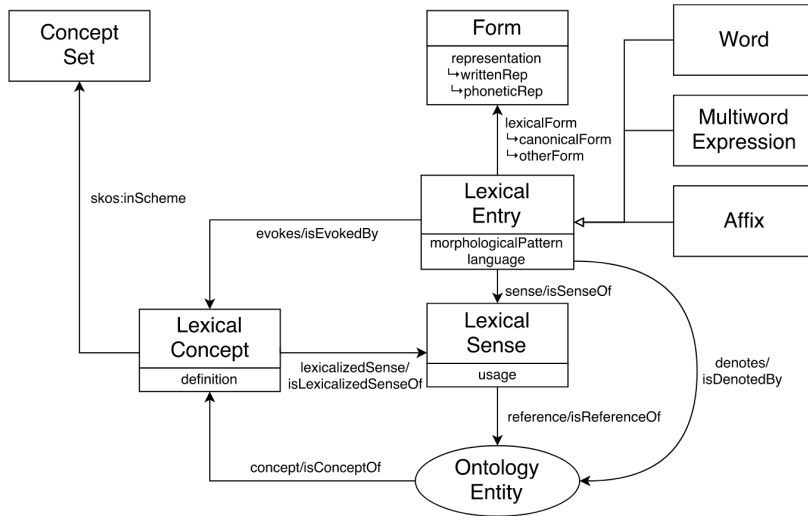 Concept
Set
Form
representation
↳writtenRep
↳phoneticRep
Word
lexicalForm
↳canonicalForm
↳otherForm
Multiword
Expression
skos:inScheme
Lexical
Entry
morphologicalPattern
language
Affix
evokes/isEvokedBy
sense/isSenseOf
Lexical
Concept
definition
lexicalizedSense/
isLexicalizedSenseOf
Lexical
Sense
usage
denotes/
isDenotedBy
reference/isReferenceOf
concept/isConceptOf
Ontology
Entity